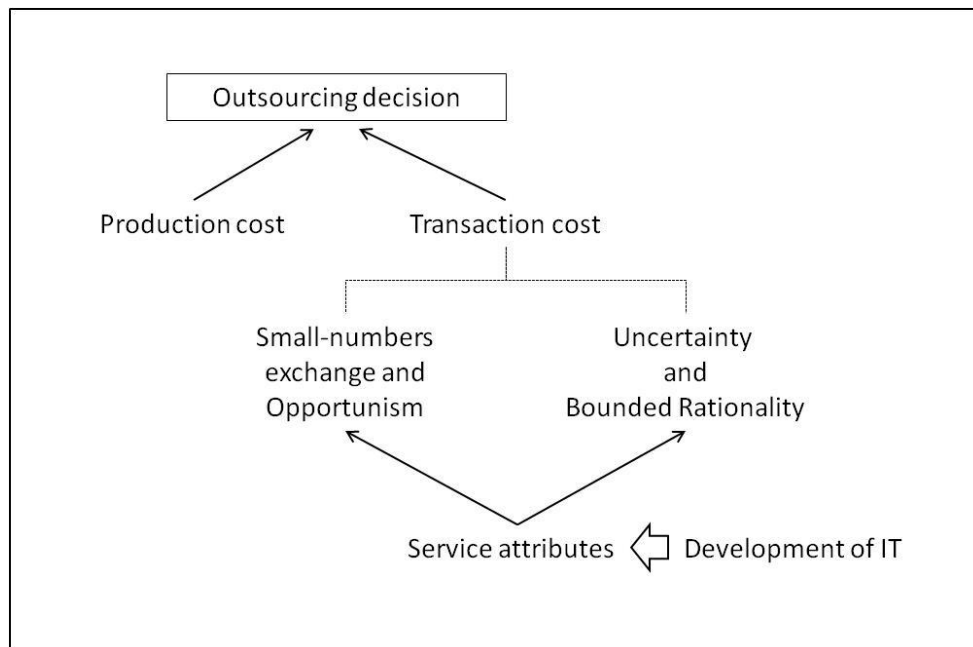 Outsourcing decision
Production cost
Transaction cost
Small-numbers
exchange and
Opportunism
Uncertainty
and
Bounded Rationality
Service attributes
Development of IT